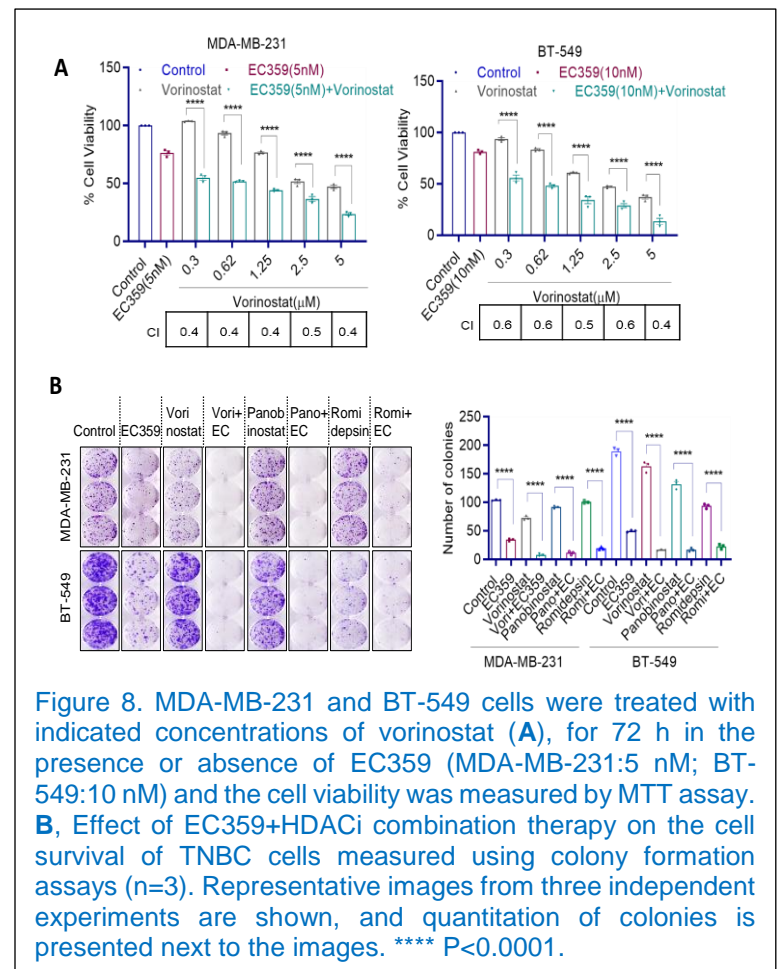 A
MDA-MB-231
Control EC359(5nM)
Vorinostat EC359(5nM)+Vorinostat
****
****
****
****
****
% Cell Viability
150
100
50
0
Control
EC359(5nM)
0.3
0.62
1.25
2.5
5
Vorinostat(μM)
CI 0.4 0.4 0.4 0.5 0.4
BT-549
Control EC359(10nM)
Vorinostat EC359(10nM)+Vorinostat
****
****
****
****
****
% Cell Viability
150
100
50
0
Control
EC359(10nM)
0.3
0.62
1.25
2.5
5
Vorinostat(μM)
CI 0.6 0.6 0.5 0.6 0.4
B
Vori Vori+ Panob Pano+ Romi Romi+
Control EC359 nostat EC inostat EC depsin EC
MDA-MB-231
BT-549
Number of colonies
250
200
150
100
50
0
****
****
****
****
****
****
****
****
Control
EC359
Vorinostat
Vori+EC359
Panobinostat
Pano+EC
Romidepsin
Romi+EC
Control
EC359
Vorinostat
Vori+EC
Panobinostat
Pano+EC
Romidepsin
Romi+EC
MDA-MB-231 BT-549
Figure 8. MDA-MB-231 and BT-549 cells were treated with
indicated concentrations of vorinostat (A), for 72 h in the
presence or absence of EC359 (MDA-MB-231:5 nM; BT-
549:10 nM) and the cell viability was measured by MTT assay.
B, Effect of EC359+HDACi combination therapy on the cell
survival of TNBC cells measured using colony formation
assays (n=3). Representative images from three independent
experiments are shown, and quantitation of colonies is
presented next to the images. **** P<0.0001.